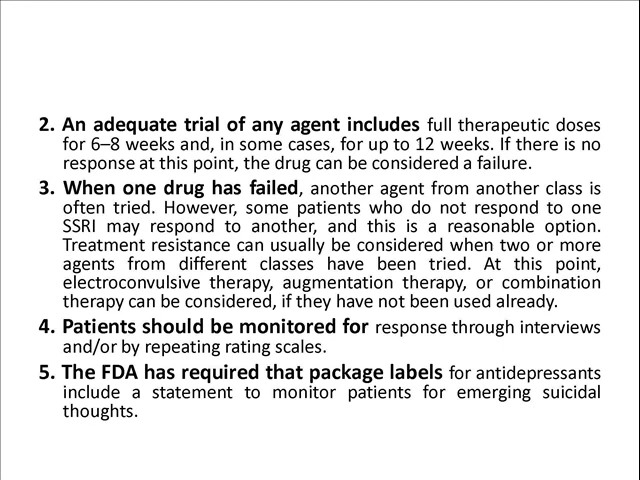 2. An adequate trial of any agent includes full therapeutic doses
for 6–8 weeks and, in some cases, for up to 12 weeks. If there is no
response at this point, the drug can be considered a failure.
3. When one drug has failed, another agent from another class is
often tried. However, some patients who do not respond to one
SSRI may respond to another, and this is a reasonable option.
Treatment resistance can usually be considered when two or more
agents from different classes have been tried. At this point,
electroconvulsive therapy, augmentation therapy, or combination
therapy can be considered, if they have not been used already.
4. Patients should be monitored for response through interviews
and/or by repeating rating scales.
5. The FDA has required that package labels for antidepressants
include a statement to monitor patients for emerging suicidal
thoughts.